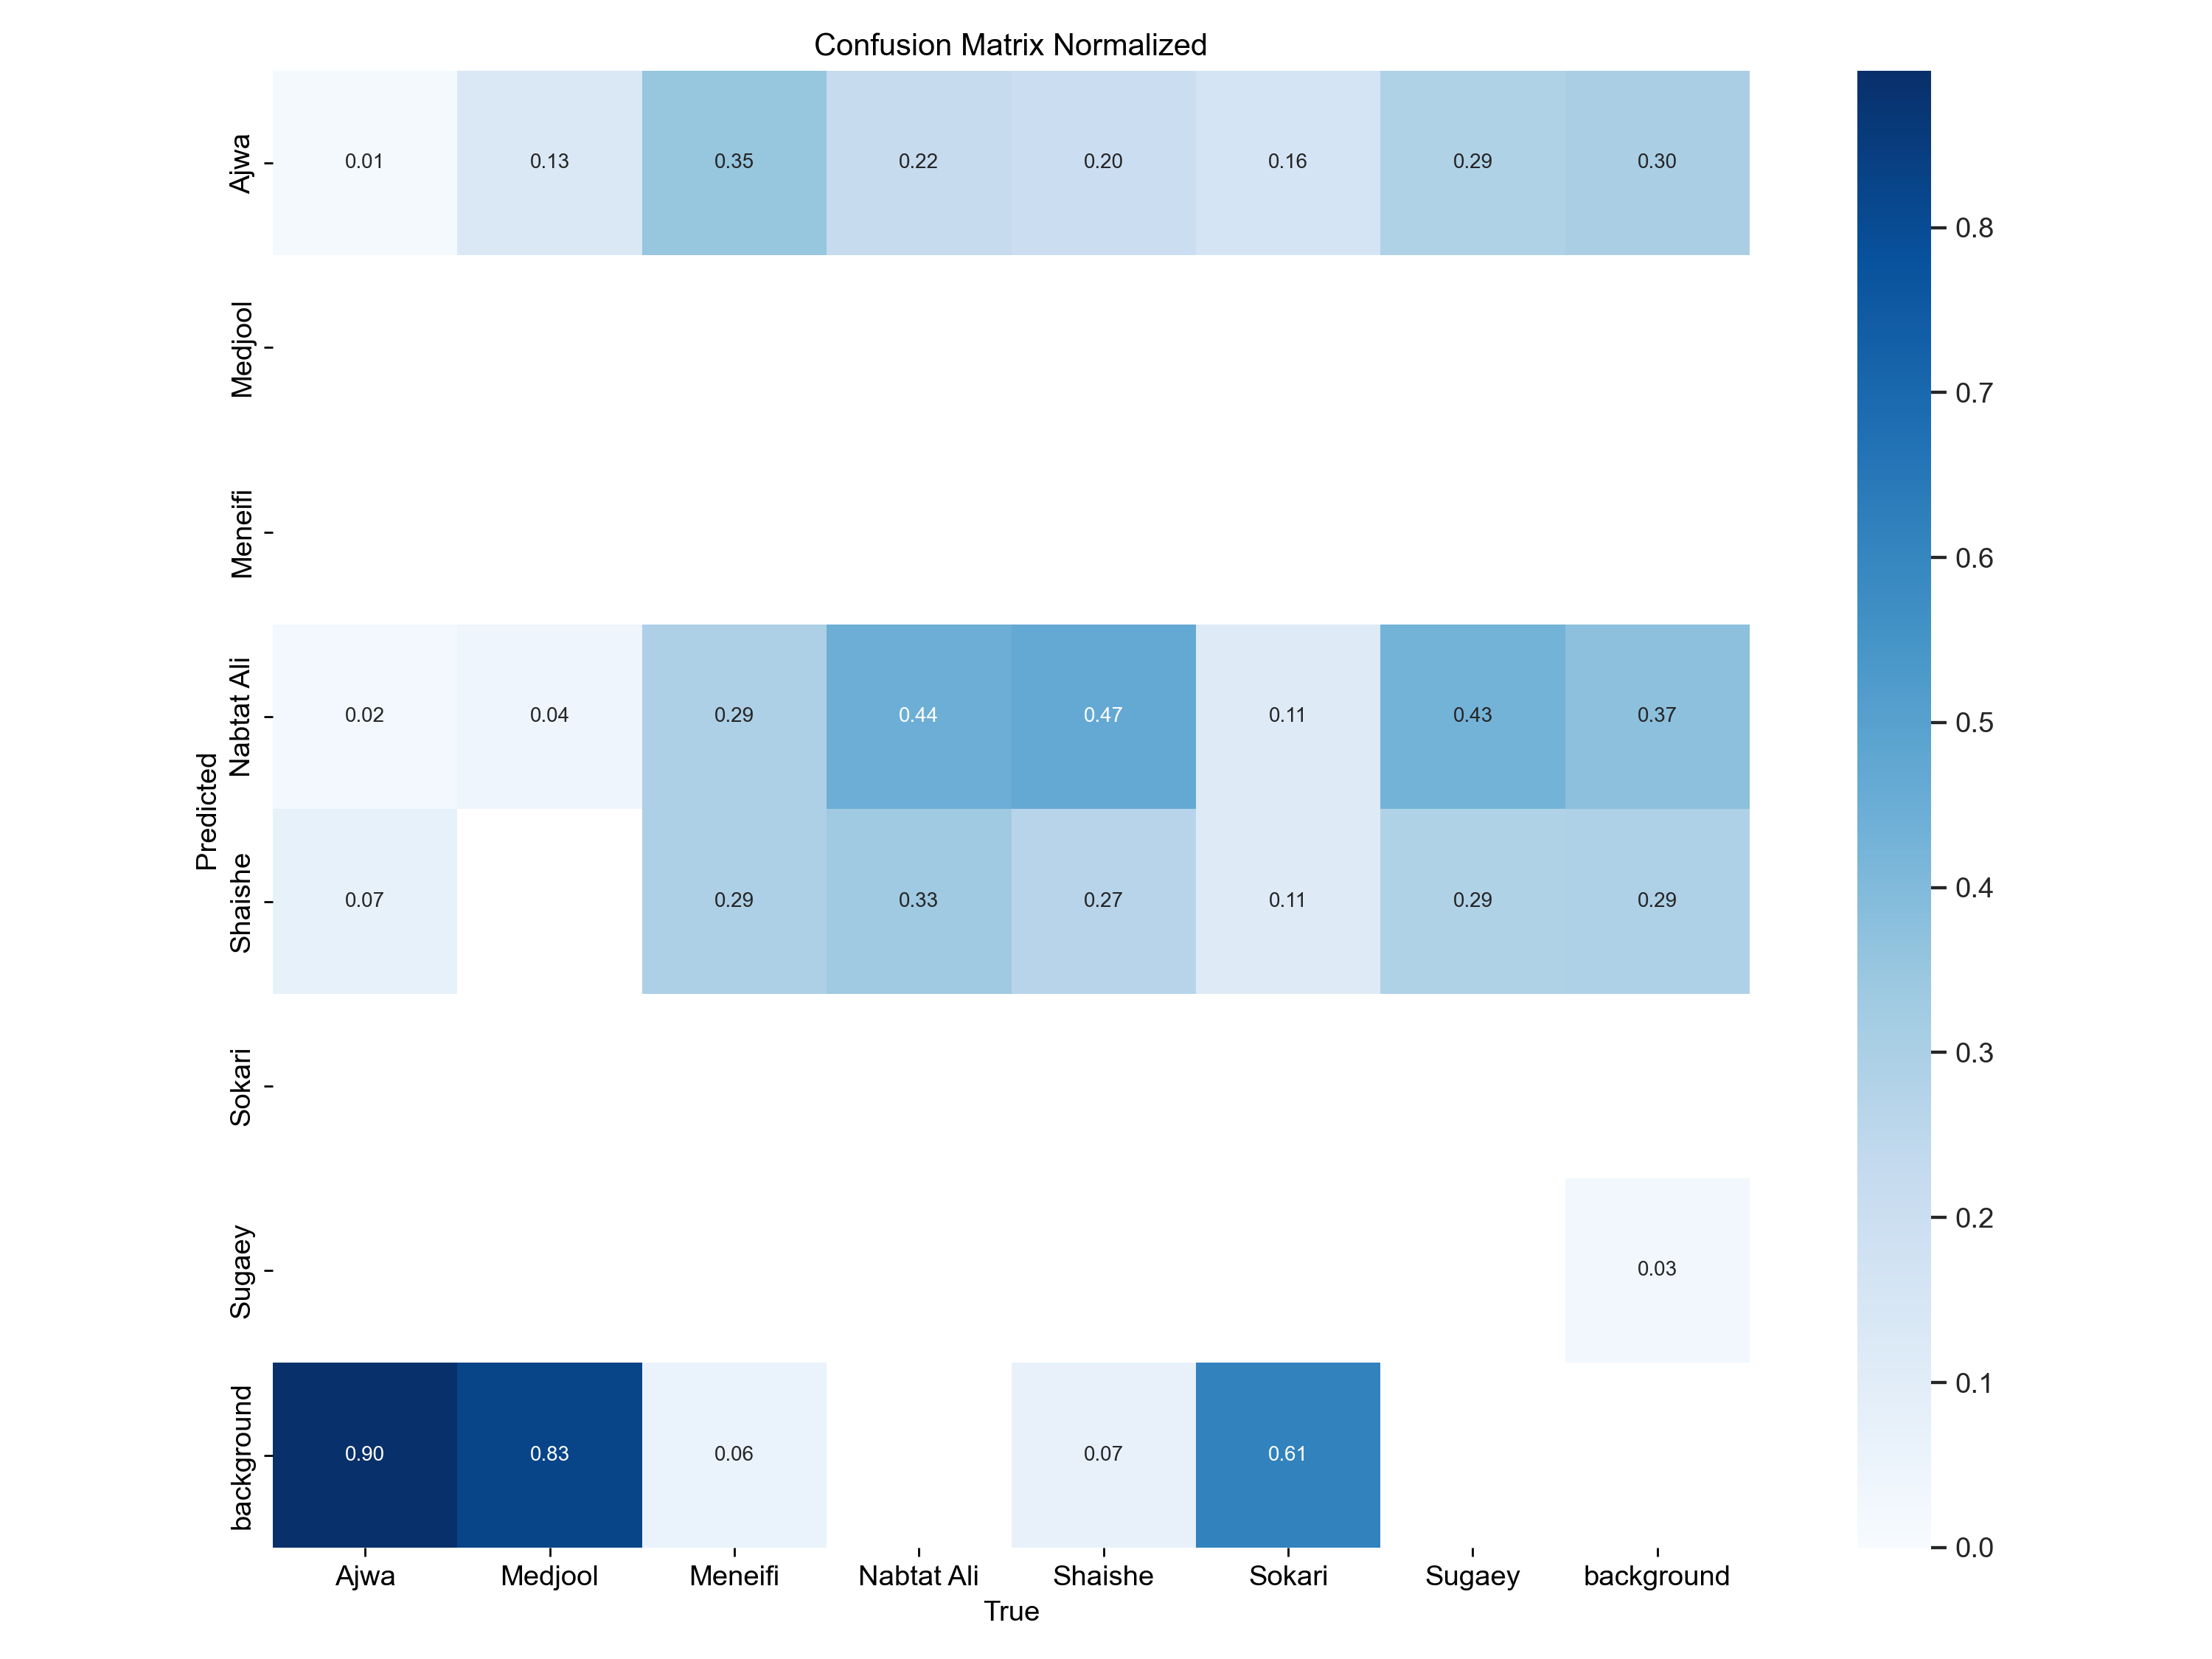 Confusion Matrix Normalized
Ajwa
0.01 0.13 0.35 0.22 0.20 0.16 0.29 0.30
Medjool
Meneifi
Nabtat Ali
0.02 0.04 0.29 0.44 0.47 0.11 0.43 0.37
Predicted
Shaishe
0.07 0.29 0.33 0.27 0.11 0.29 0.29
Sokari
Sugaey
0.03
background
0.90 0.83 0.06 0.07 0.61
Ajwa Medjool Meneifi Nabtat Ali Shaishe Sokari Sugaey background
True
0.8
0.7
0.6
0.5
0.4
0.3
0.2
0.1
0.0